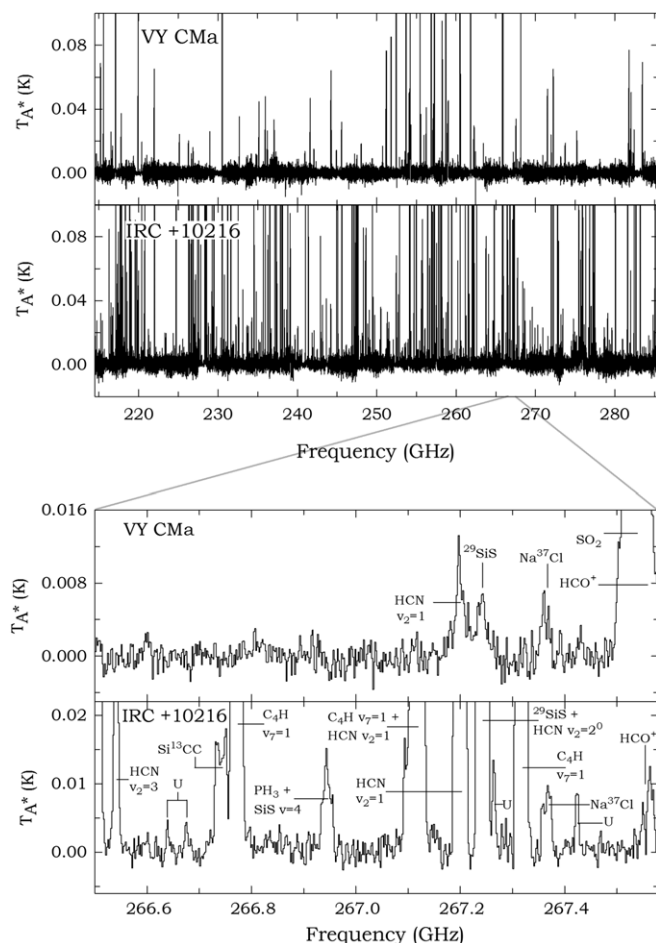 VY CMa
0.08
0.04
0.00
T_A* (K)
IRC +10216
0.08
0.04
0.00
T_A* (K)
220 230 240 250 260 270 280
Frequency (GHz)
VY CMa
0.016
0.008
0.000
T_A* (K)
HCN
v₂=1
²⁹SiS
Na³⁷Cl
SO₂
HCO⁺
IRC +10216
0.02
0.01
0.00
T_A* (K)
HCN
v₂=3
U
Si¹³CC
C₄H
v₇=1
PH₃ +
SiS v=4
C₄H v₇=1 +
HCN v₂=1
HCN
v₂=1
²⁹SiS +
HCN v₂=2⁰
U
C₄H
v₇=1
Na³⁷Cl
U
HCO⁺
266.6 266.8 267.0 267.2 267.4
Frequency (GHz)